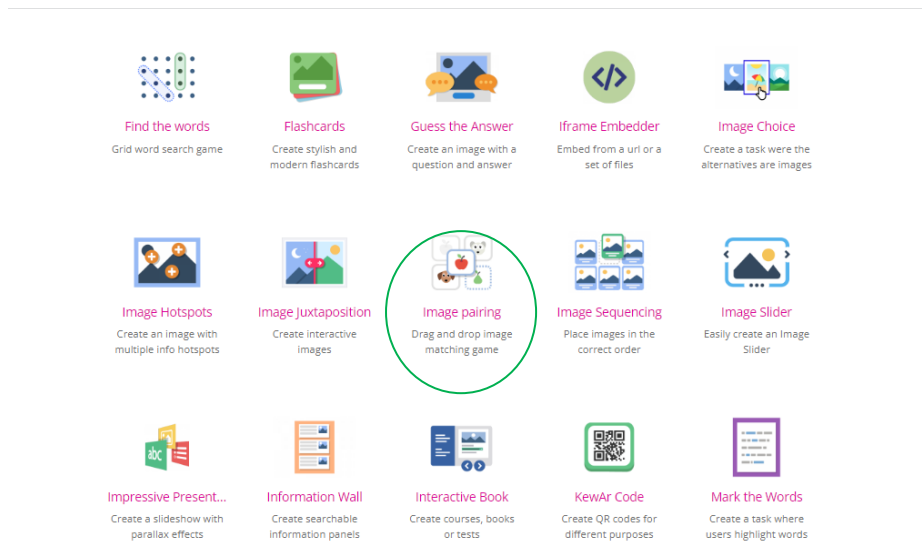 Find the words
Grid word search game
Flashcards
Create stylish and
modern flashcards
Guess the Answer
Create an image with a
question and answer
Iframe Embedder
Embed from a url or a
set of files
Image Choice
Create a task were the
alternatives are images
Image Hotspots
Create an image with
multiple info hotspots
Image Juxtaposition
Create interactive
images
Image pairing
Drag and drop image
matching game
Image Sequencing
Place images in the
correct order
Image Slider
Easily create an Image
Slider
abc
Impressive Present...
Create a slideshow with
parallax effects
Information Wall
Create searchable
information panels
Interactive Book
Create courses, books
or tests
KewAr Code
Create QR codes for
different purposes
Mark the Words
Create a task where
users highlight words